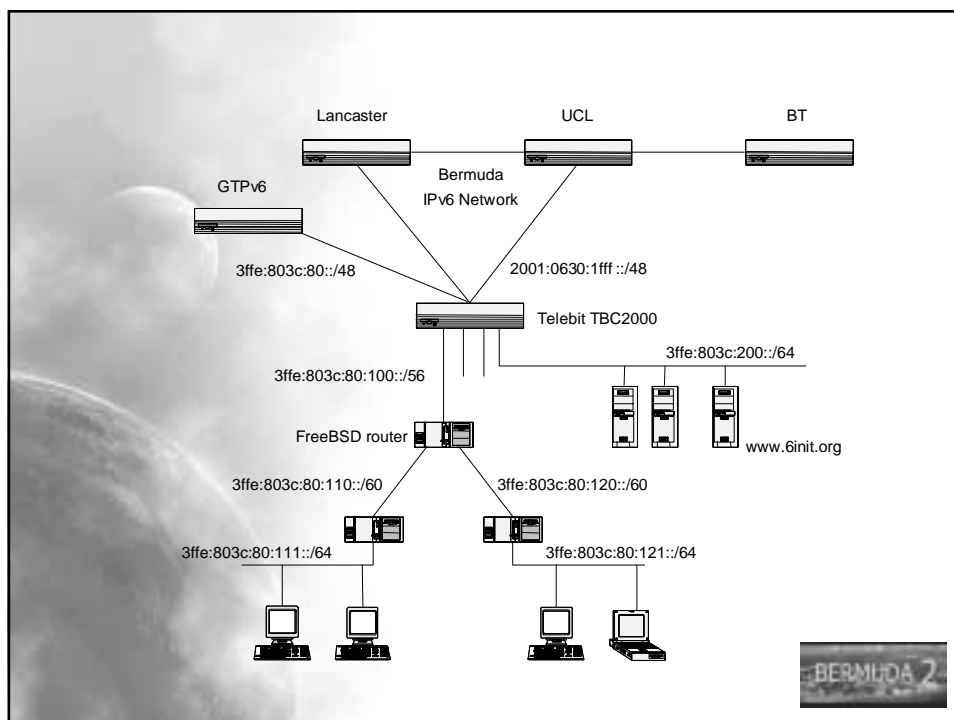 Lancaster
UCL
BT
Bermuda
IPv6 Network
GTPv6
3ffe:803c:80::/48
2001:0630:1fff ::/48
Telebit TBC2000
3ffe:803c:200::/64
3ffe:803c:80:100::/56
FreeBSD router
www.6init.org
3ffe:803c:80:110::/60
3ffe:803c:80:120::/60
3ffe:803c:80:111::/64
3ffe:803c:80:121::/64
BERMUDA 2